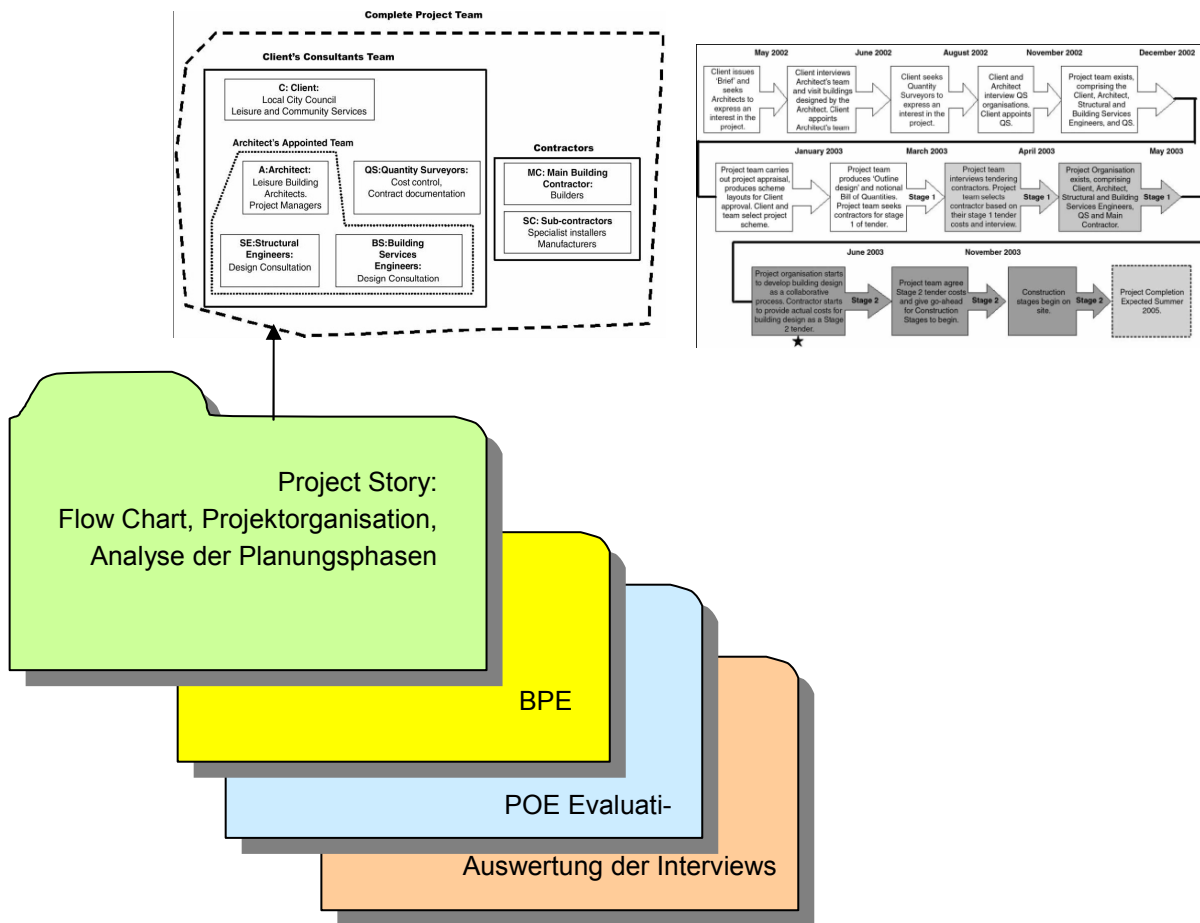 Complete Project Team
Client's Consultants Team
C: Client:
Local City Council
Leisure and Community Services
Architect's Appointed Team
A:Architect:
Leisure Building
Architects.
Project Managers
QS:Quantity Surveyors:
Cost control,
Contract documentation
SE:Structural
Engineers:
Design Consultation
BS:Building
Services
Engineers:
Design Consultation
Contractors
MC: Main Building
Contractor:
Builders
SC: Sub-contractors
Specialist installers
Manufacturers
May 2002
June 2002
August 2002
November 2002
December 2002
Client issues
'Brief' and
seeks
Architects to
express an
interest in the
project.
Client interviews
Architect's team
and visit buildings
designed by the
Architect. Client
appoints
Architect's team
Client seeks
Quantity
Surveyors to
express an
interest in the
project.
Client and
Architect
interview QS
organisations.
Client appoints
QS.
Project team exists,
comprising the
Client, Architect,
Structural and
Building Services
Engineers, and QS.
January 2003
March 2003
April 2003
May 2003
Project team carries
out project appraisal,
produces scheme
layouts for Client
approval. Client and
team select project
scheme.
Project team
produces 'Outline
design' and notional
Bill of Quantities.
Project team seeks
contractors for stage
1 of tender.
Stage 1
Project team
interviews tendering
contractors. Project
team selects
contractor based on
their stage 1 tender
costs and interview.
Stage 1
Project Organisation
exists, comprising
Client, Architect,
Structural and Building
Services Engineers,
QS and Main
Contractor.
Stage 1
June 2003
November 2003
Project organisation starts
to develop building design
as a collaborative
process. Contractor starts
to provide actual costs for
building design as a Stage
2 tender.
Stage 2
Project team agree
Stage 2 tender costs
and give go-ahead
for Construction
Stages to begin.
Stage 2
Construction
stages begin on
site.
Stage 2
Project Completion
Expected Summer
2005.
Project Story:
Flow Chart, Projektorganisation,
Analyse der Planungsphasen
BPE
POE Evaluati-
Auswertung der Interviews